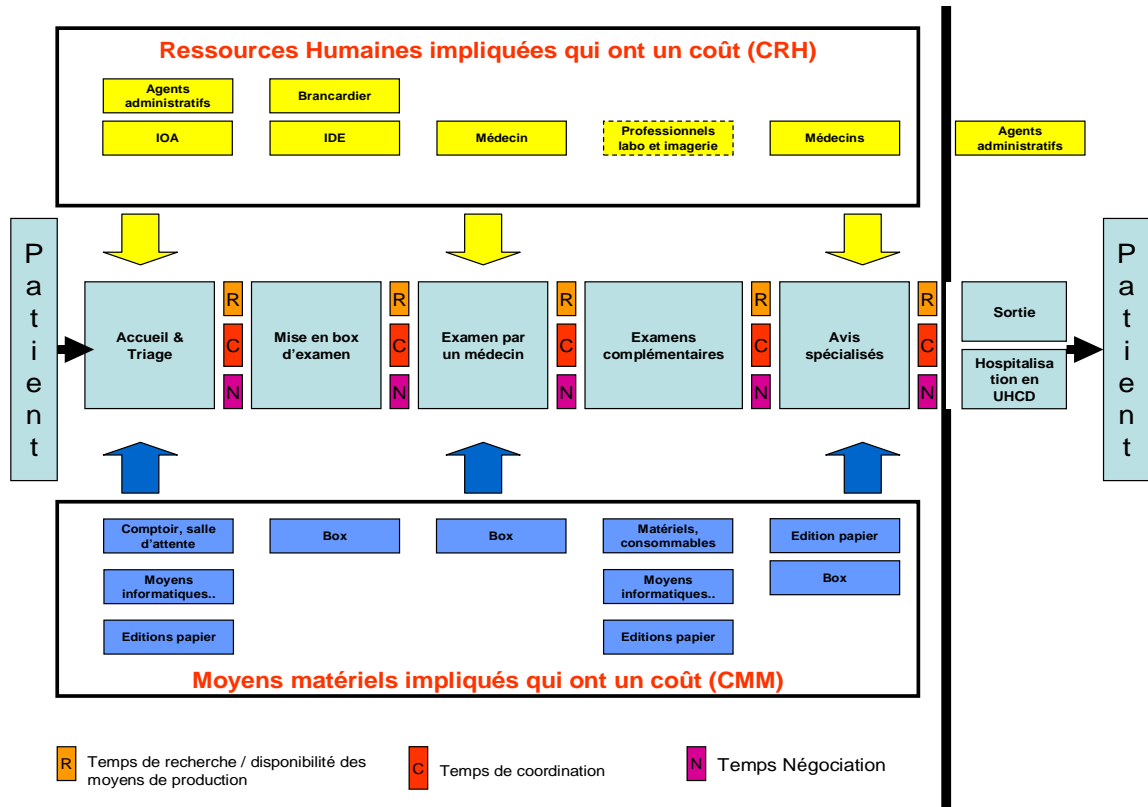 Ressources Humaines impliquées qui ont un coût (CRH)
Agents
administratifs
Brancardier
IOA
IDE
Médecin
Professionnels
labo et imagerie
Médecins
Agents
administratifs
P
a
t
i
e
n
t
Accueil &
Triage
R
C
N
Mise en box
d'examen
R
C
N
Examen par
un médecin
R
C
N
Examens
complémentaires
R
C
N
Avis
spécialisés
R
C
N
Sortie
Hospitalisa
tion en
UHCD
P
a
t
i
e
n
t
Comptoir, salle
d'attente
Box
Box
Matériels,
consommables
Edition papier
Moyens
informatiques..
Moyens
informatiques..
Box
Editions papier
Editions papier
Moyens matériels impliqués qui ont un coût (CMM)
R
Temps de recherche / disponibilité des
moyens de production
C
Temps de coordination
N
Temps Négociation